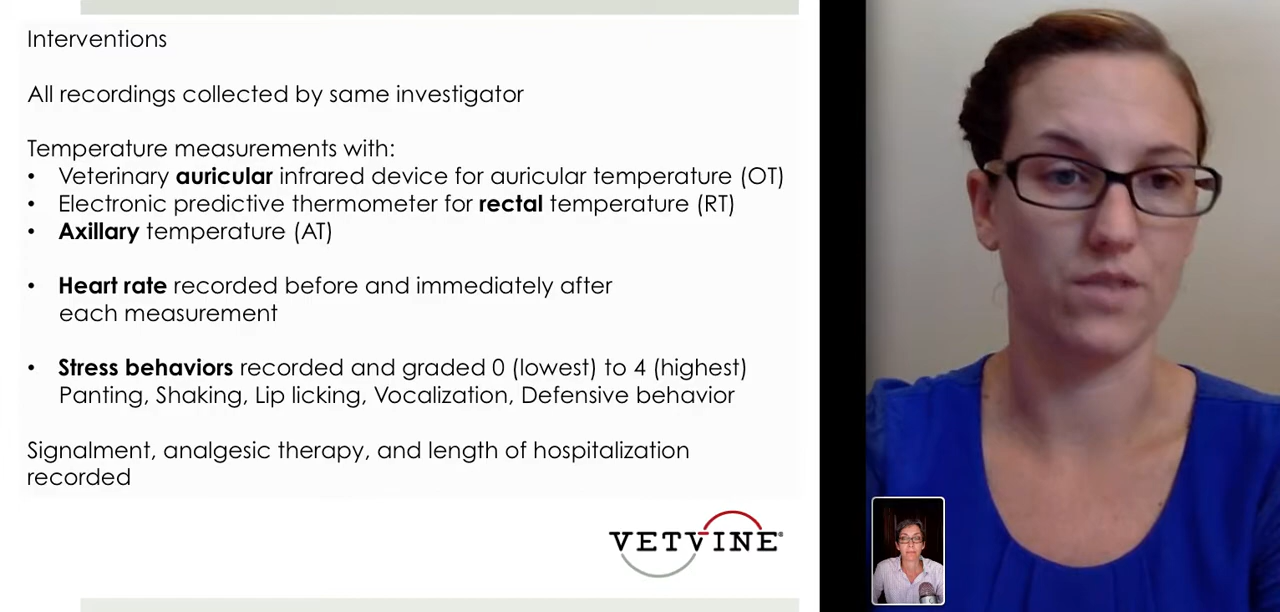 Interventions
All recordings collected by same investigator
Temperature measurements with:
• Veterinary auricular infrared device for auricular temperature (OT)
• Electronic predictive thermometer for rectal temperature (RT)
• Axillary temperature (AT)
• Heart rate recorded before and immediately after
each measurement
• Stress behaviors recorded and graded 0 (lowest) to 4 (highest)
Panting, Shaking, Lip licking, Vocalization, Defensive behavior
Signalment, analgesic therapy, and length of hospitalization
recorded
VETVINE®